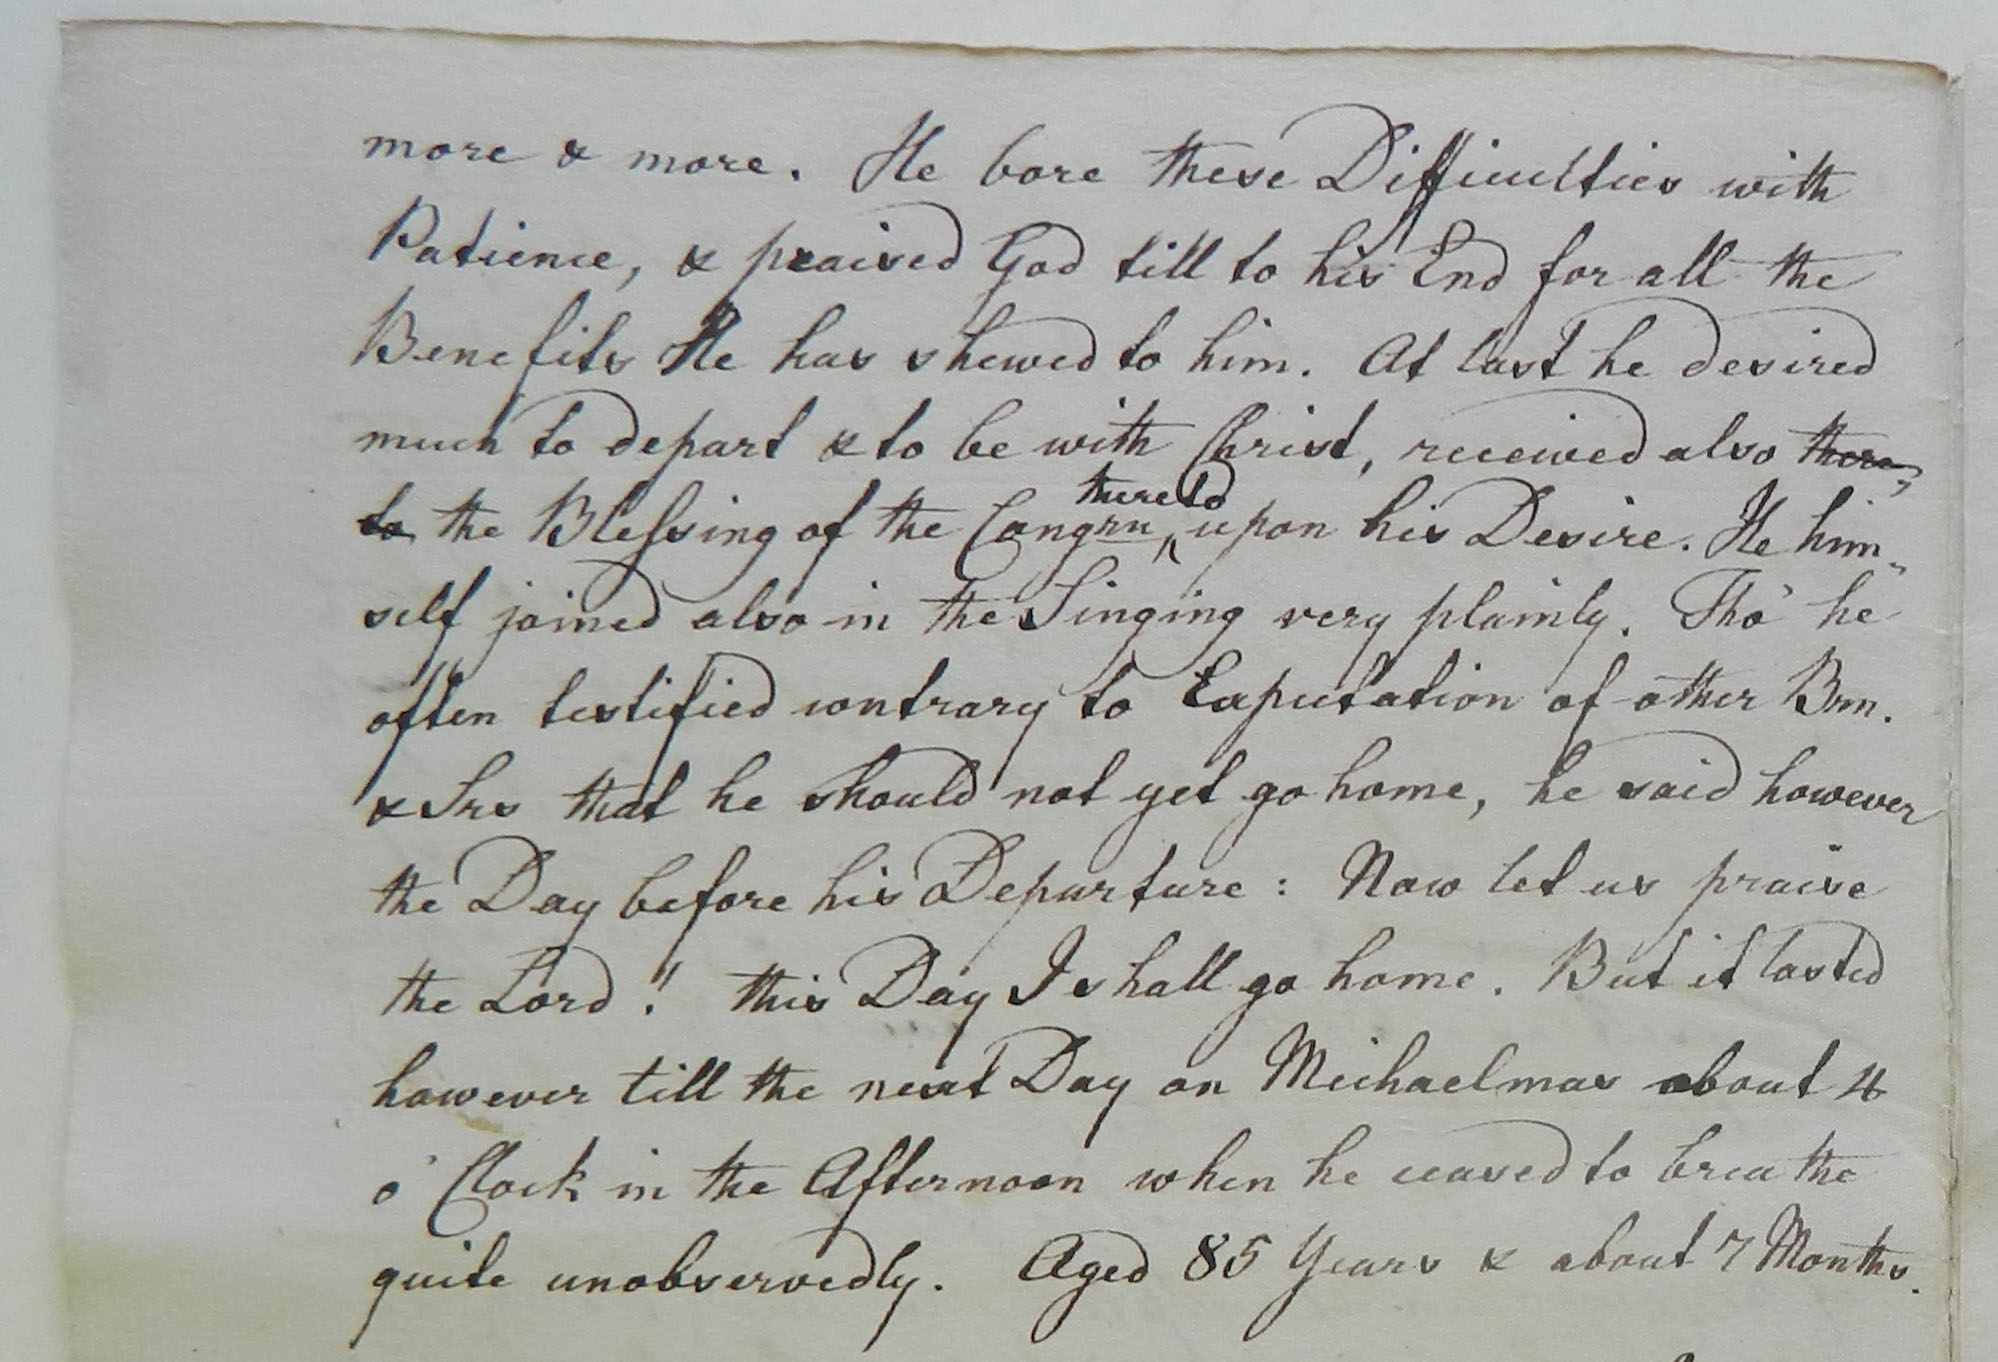 more & more. He bore these Difficulties with
Patience, & praised God till to his End for all the
Benefits He has shewed to him. At last he desired
much to depart & to be with Christ, received also there-
to the Blessing of the Congrn, thereto upon his Desire. He him-
self joined also in the Singing very plainly. Tho' he
often testified contrary to Expectation of other Brn.
& Srs that he should not yet go home, he said however
the Day before his Departure: Now let us praise
the Lord! this Day I shall go home. But it lasted
however till the next Day on Michaelmas about 4
o' Clock in the Afternoon when he ceased to breathe
quite unobservedly. Aged 85 Years & about 7 Months.